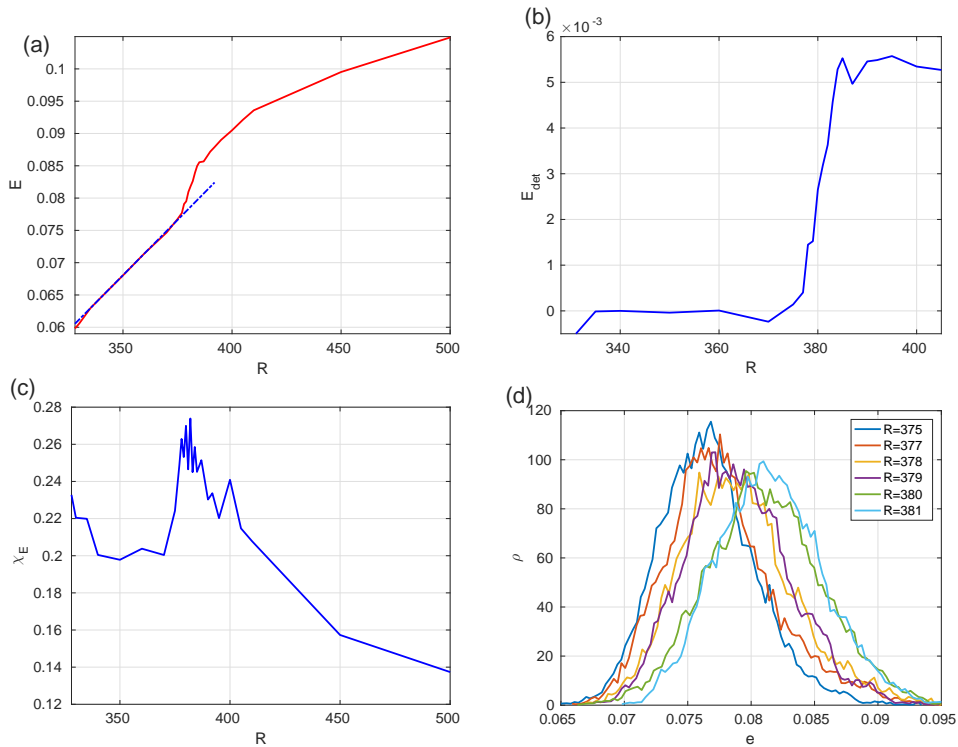 (a)
0.1
0.095
0.09
0.085
0.08
0.075
0.07
0.065
0.06
E
350
400
450
500
R
(b)
×10⁻³
6
5
4
3
2
1
0
E_det
340
360
380
400
R
(c)
0.28
0.26
0.24
0.22
0.2
0.18
0.16
0.14
0.12
χ_E
350
400
450
500
R
(d)
120
100
80
60
40
20
0
ρ
0.065
0.07
0.075
0.08
0.085
0.09
0.095
e
R=375
R=377
R=378
R=379
R=380
R=381